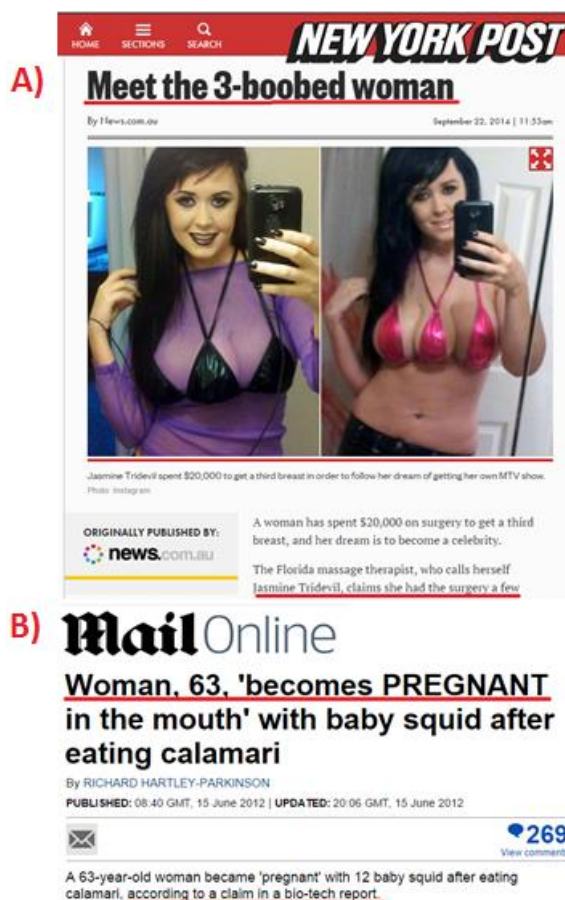 HOME SECTIONS SEARCH NEW YORK POST
A) Meet the 3-boobed woman
By News.com.au September 22, 2014 | 11:53am
Jasmine Tridevil spent $20,000 to get a third breast in order to follow her dream of getting her own MTV show.
Photo: Instagram
ORIGINALLY PUBLISHED BY:
news.com.au
A woman has spent $20,000 on surgery to get a third
breast, and her dream is to become a celebrity.
The Florida massage therapist, who calls herself
Jasmine Tridevil, claims she had the surgery a few
B) Mail Online
Woman, 63, 'becomes PREGNANT
in the mouth' with baby squid after
eating calamari
By RICHARD HARTLEY-PARKINSON
PUBLISHED: 08:40 GMT, 15 June 2012 | UPDATED: 20:06 GMT, 15 June 2012
269
View comments
A 63-year-old woman became 'pregnant' with 12 baby squid after eating
calamari, according to a claim in a bio-tech report.